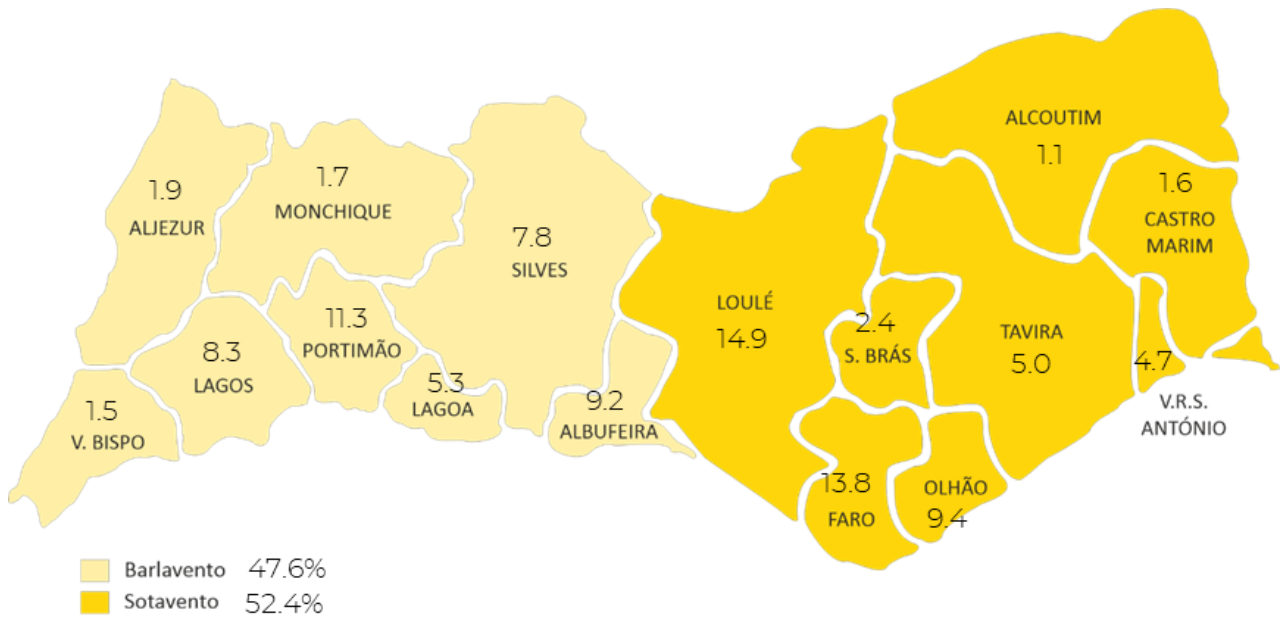 ALCOUTIM
1.1
1.6
CASTRO
MARIM
1.9
ALJEZUR
1.7
MONCHIQUE
7.8
SILVES
LOULÉ
14.9
2.4
S. BRÁS
TAVIRA
5.0
4.7
V.R.S.
ANTÓNIO
11.3
PORTIMÃO
8.3
LAGOS
5.3
LAGOA
9.2
ALBUFEIRA
1.5
V. BISPO
13.8
FARO
OLHÃO
9.4
Barlavento 47.6%
Sotavento 52.4%